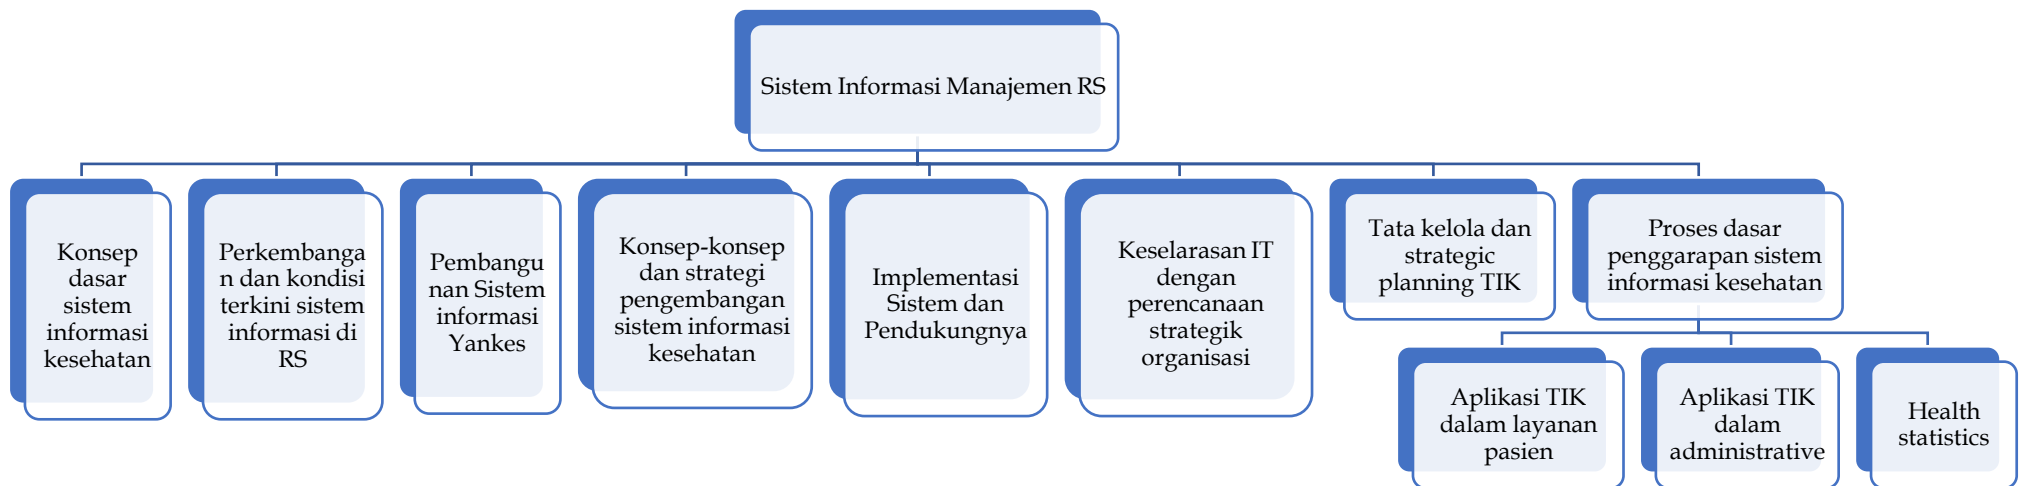 Sistem Informasi Manajemen RS
Konsep
dasar
sistem
informasi
kesehatan
Perkembanga
n dan kondisi
terkini sistem
informasi di
RS
Pembangu
nan Sistem
informasi
Yankes
Konsep-konsep
dan strategi
pengembangan
sistem informasi
kesehatan
Implementasi
Sistem dan
Pendukungnya
Keselarasan IT
dengan
perencanaan
strategik
organisasi
Tata kelola dan
strategic
planning TIK
Proses dasar
penggarapan sistem
informasi kesehatan
Aplikasi TIK
dalam layanan
pasien
Aplikasi TIK
dalam
administrative
Health
statistics